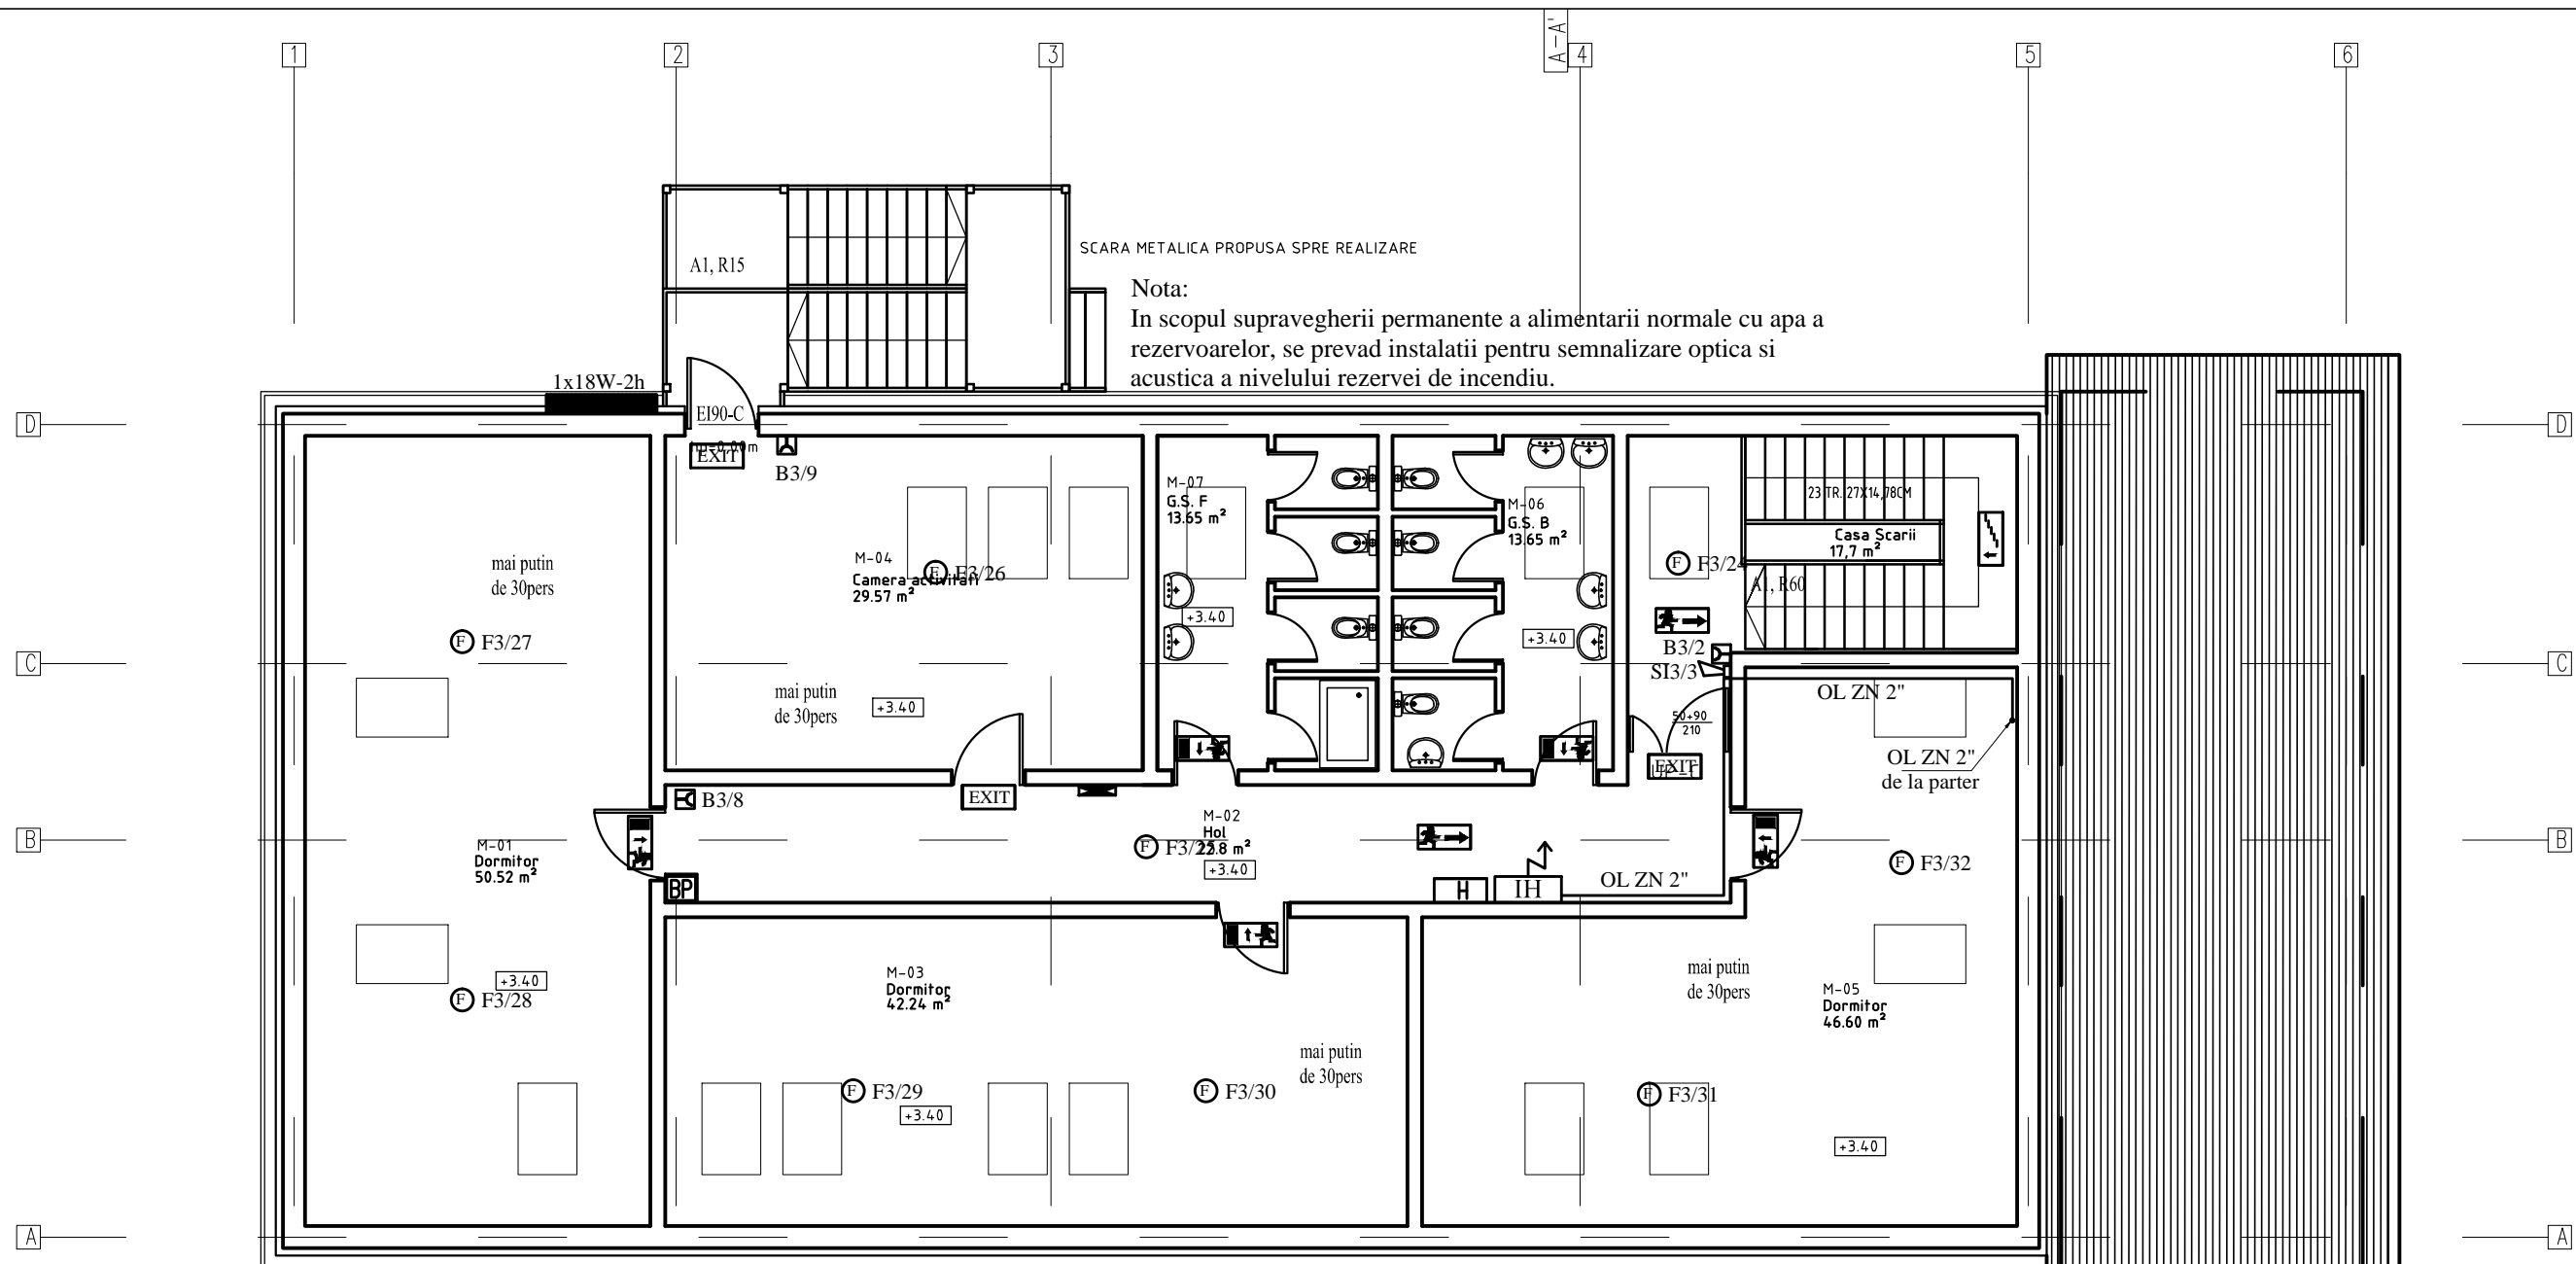 1
2
3
A-A'
4
5
6
SCARA METALICA PROPUSA SPRE REALIZARE
A1, R15
Nota:
In scopul supravegherii permanente a alimentarii normale cu apa a
rezervoarelor, se prevad instalatii pentru semnalizare optica si
acustica a nivelului rezervei de incendiu.
1x18W-2h
D
EI90-C
EXIT
B3/9
D
M-07
G.S. F
13.65 m²
M-06
G.S. B
13.65 m²
23 TR. 27X14,78CM
Casa Scarii
17,7 m²
mai putin
de 30pers
M-04
Camera activitati
29.57 m²
F F3/26
F F3/24
A1, R60
+3.40
+3.40
F F3/27
B3/2
SI3/3
C
C
mai putin
de 30pers
+3.40
OL ZN 2"
50+90
210
EXIT
OL ZN 2"
de la parter
B3/8
EXIT
B
M-01
Dormitor
50.52 m²
M-02
Hol
22.8 m²
F F3/25
+3.40
F F3/32
B
BP
H
IH
OL ZN 2"
+3.40
F F3/28
M-03
Dormitor
42.24 m²
mai putin
de 30pers
M-05
Dormitor
46.60 m²
mai putin
de 30pers
F F3/29
+3.40
F F3/30
F F3/31
+3.40
A
A